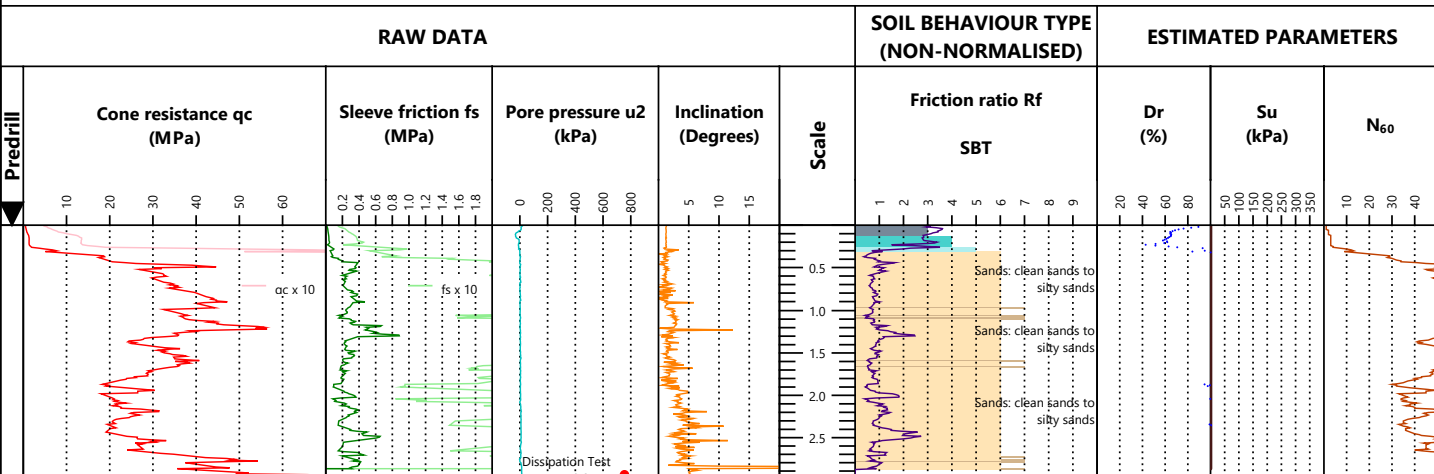 RAW DATA
SOIL BEHAVIOUR TYPE
(NON-NORMALISED)
ESTIMATED PARAMETERS
Predrill
Cone resistance qc
(MPa)
Sleeve friction fs
(MPa)
Pore pressure u2
(kPa)
Inclination
(Degrees)
Scale
Friction ratio Rf
SBT
Dr
(%)
Su
(kPa)
N60
10 20 30 40 50 60
0.2 0.4 0.6 0.8 1.0 1.2 1.4 1.6 1.8
0 200 400 600 800
5 10 15
1 2 3 4 5 6 7 8 9
20 40 60 80
50 100 150 200 250 300 350
10 20 30 40
qc x 10
fs x 10
0.5
1.0
1.5
2.0
2.5
Sands: clean sands to
silty sands
Sands: clean sands to
silty sands
Sands: clean sands to
silty sands
Dissipation Test